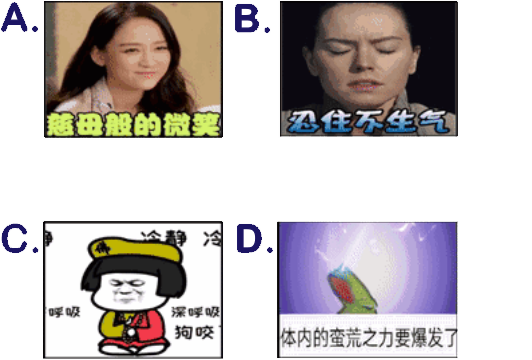 A.
慈母般的微笑
B.
忍住不生气
C.
静
冷静 冷
佛
深呼吸
呼吸
狗咬
D.
体内的蛮荒之力要爆发了